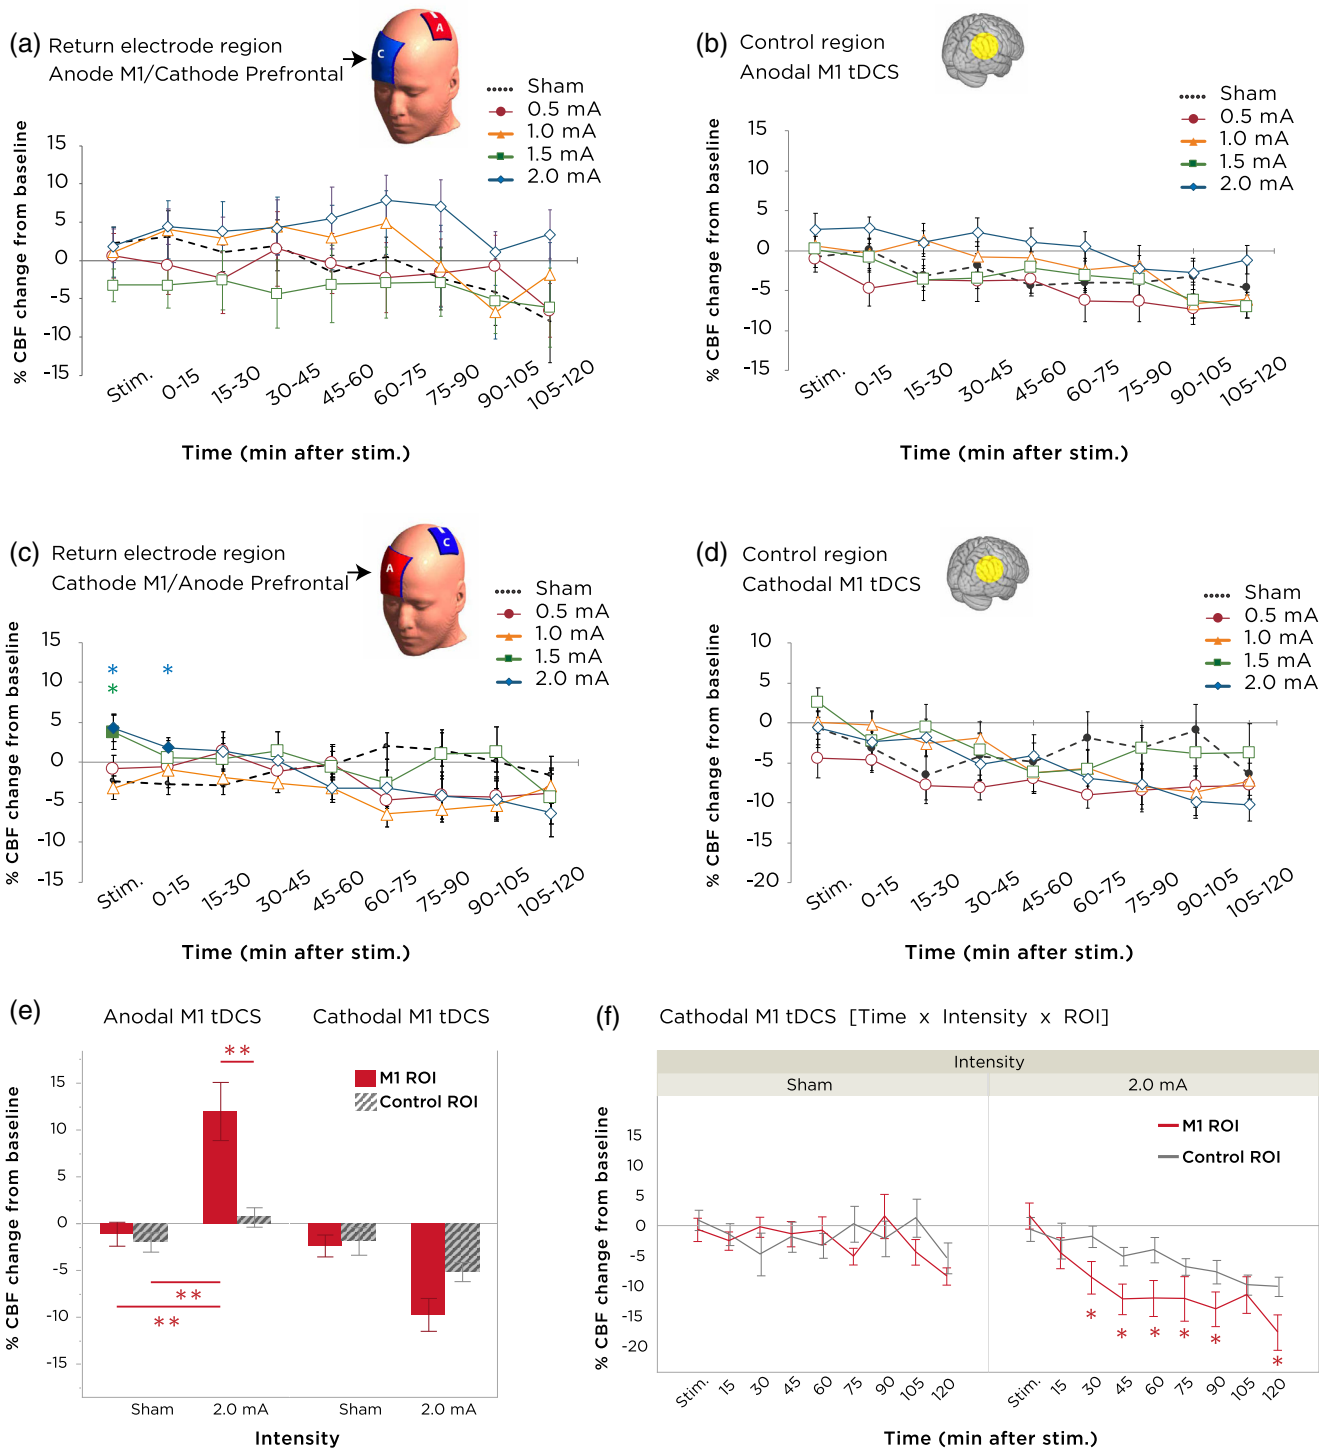 (a) Return electrode region
Anode M1/Cathode Prefrontal
A
C
Sham
0.5 mA
1.0 mA
1.5 mA
2.0 mA
% CBF change from baseline
15
10
5
0
-5
-10
-15
Stim. 0-15 15-30 30-45 45-60 60-75 75-90 90-105 105-120
Time (min after stim.)
(b) Control region
Anodal M1 tDCS
Sham
0.5 mA
1.0 mA
1.5 mA
2.0 mA
% CBF change from baseline
15
10
5
0
-5
-10
-15
Stim. 0-15 15-30 30-45 45-60 60-75 75-90 90-105 105-120
Time (min after stim.)
(c) Return electrode region
Cathode M1/Anode Prefrontal
C
A
Sham
0.5 mA
1.0 mA
1.5 mA
2.0 mA
% CBF change from baseline
15
10
5
0
-5
-10
-15
* *
*
Stim. 0-15 15-30 30-45 45-60 60-75 75-90 90-105 105-120
Time (min after stim.)
(d) Control region
Cathodal M1 tDCS
Sham
0.5 mA
1.0 mA
1.5 mA
2.0 mA
% CBF change from baseline
10
5
0
-5
-10
-15
-20
Stim. 0-15 15-30 30-45 45-60 60-75 75-90 90-105 105-120
Time (min after stim.)
(e) Anodal M1 tDCS Cathodal M1 tDCS
**
M1 ROI
Control ROI
% CBF change from baseline
15
10
5
0
-5
-10
-15
**
**
Sham 2.0 mA Sham 2.0 mA
Intensity
(f) Cathodal M1 tDCS [Time x Intensity x ROI]
Intensity
Sham 2.0 mA
M1 ROI
Control ROI
% CBF change from baseline
15
10
5
0
-5
-10
-15
-20
* * * * * *
Stim. 15 30 45 60 75 90 105 120 Stim. 15 30 45 60 75 90 105 120
Time (min after stim.)